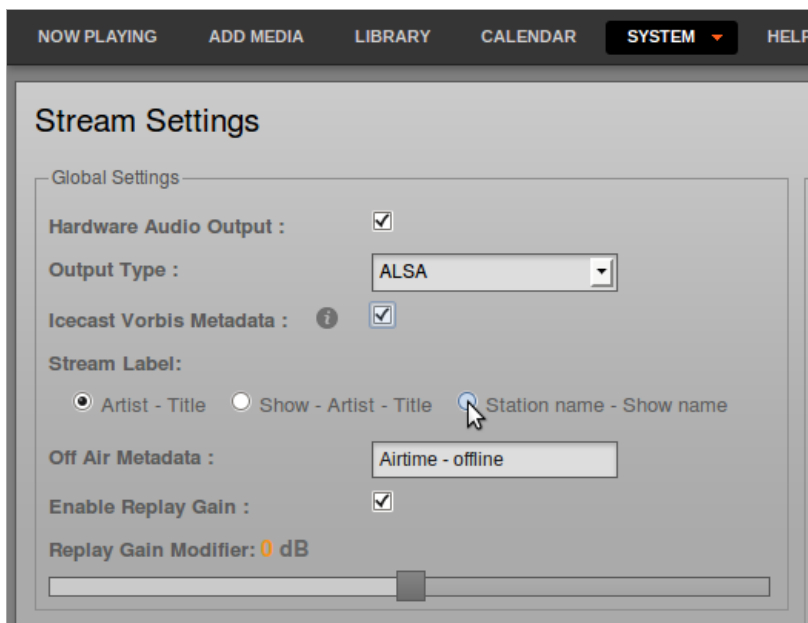 NOW PLAYING ADD MEDIA LIBRARY CALENDAR SYSTEM HELP
Stream Settings
Global Settings
Hardware Audio Output :
Output Type : ALSA
Icecast Vorbis Metadata : i
Stream Label:
Artist - Title Show - Artist - Title Station name - Show name
Off Air Metadata : Airtime - offline
Enable Replay Gain :
Replay Gain Modifier: 0 dB